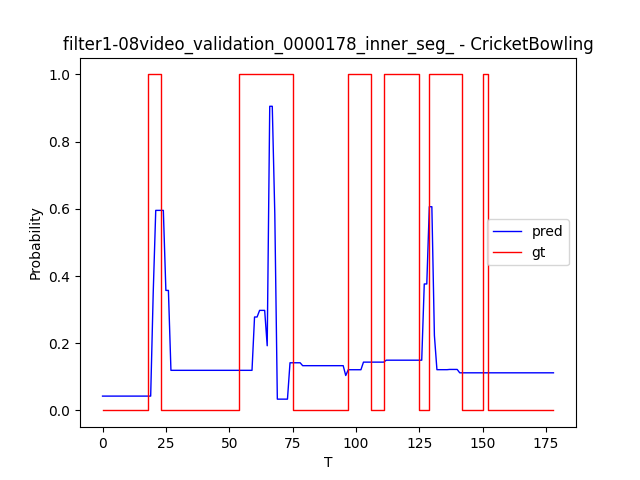 filter1-08video_validation_0000178_inner_seg_ - CricketBowling
1.0
0.8
0.6
0.4
0.2
0.0
Probability
pred
gt
0
25
50
75
100
125
150
175
T